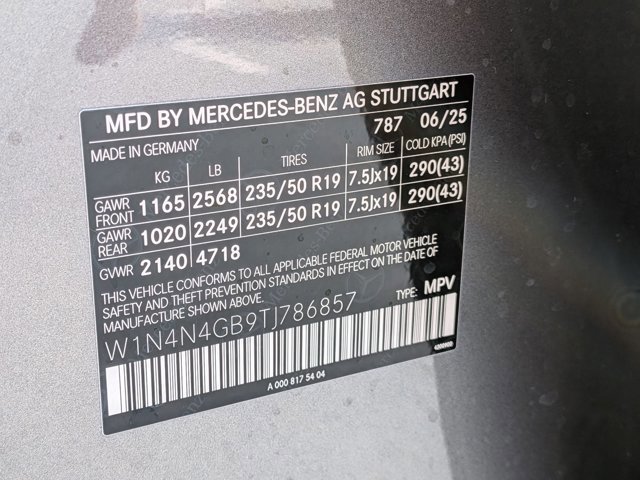 MFD BY MERCEDES-BENZ AG STUTTGART
787 06/25
MADE IN GERMANY
KG LB TIRES RIM SIZE COLD KPA (PSI)
GAWR FRONT 1165 2568 235/50 R19 7.5Jx19 290(43)
GAWR REAR 1020 2249 235/50 R19 7.5Jx19 290(43)
GVWR 2140 4718
THIS VEHICLE CONFORMS TO ALL APPLICABLE FEDERAL MOTOR VEHICLE
SAFETY AND THEFT PREVENTION STANDARDS IN EFFECT ON THE DATE OF
MANUFACTURE SHOWN ABOVE.
W1N4N4GB9TJ786857 TYPE: MPV
A 000 817 54 04